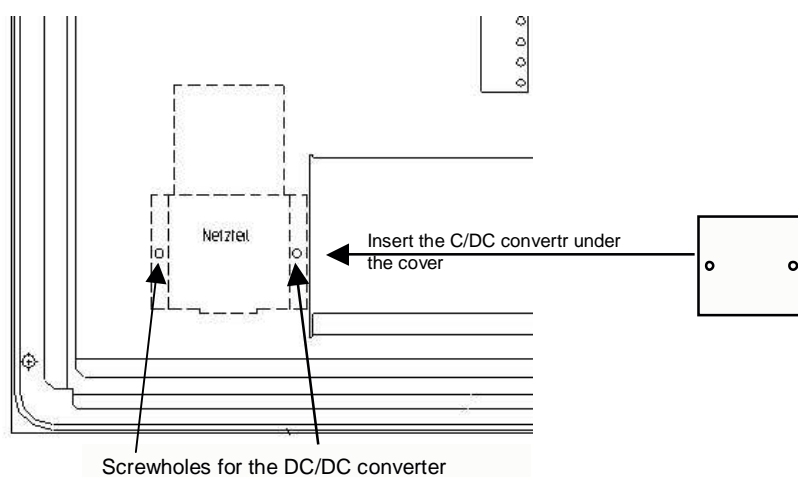 Netzteil
Insert the C/DC convertr under
the cover
Screwholes for the DC/DC converter